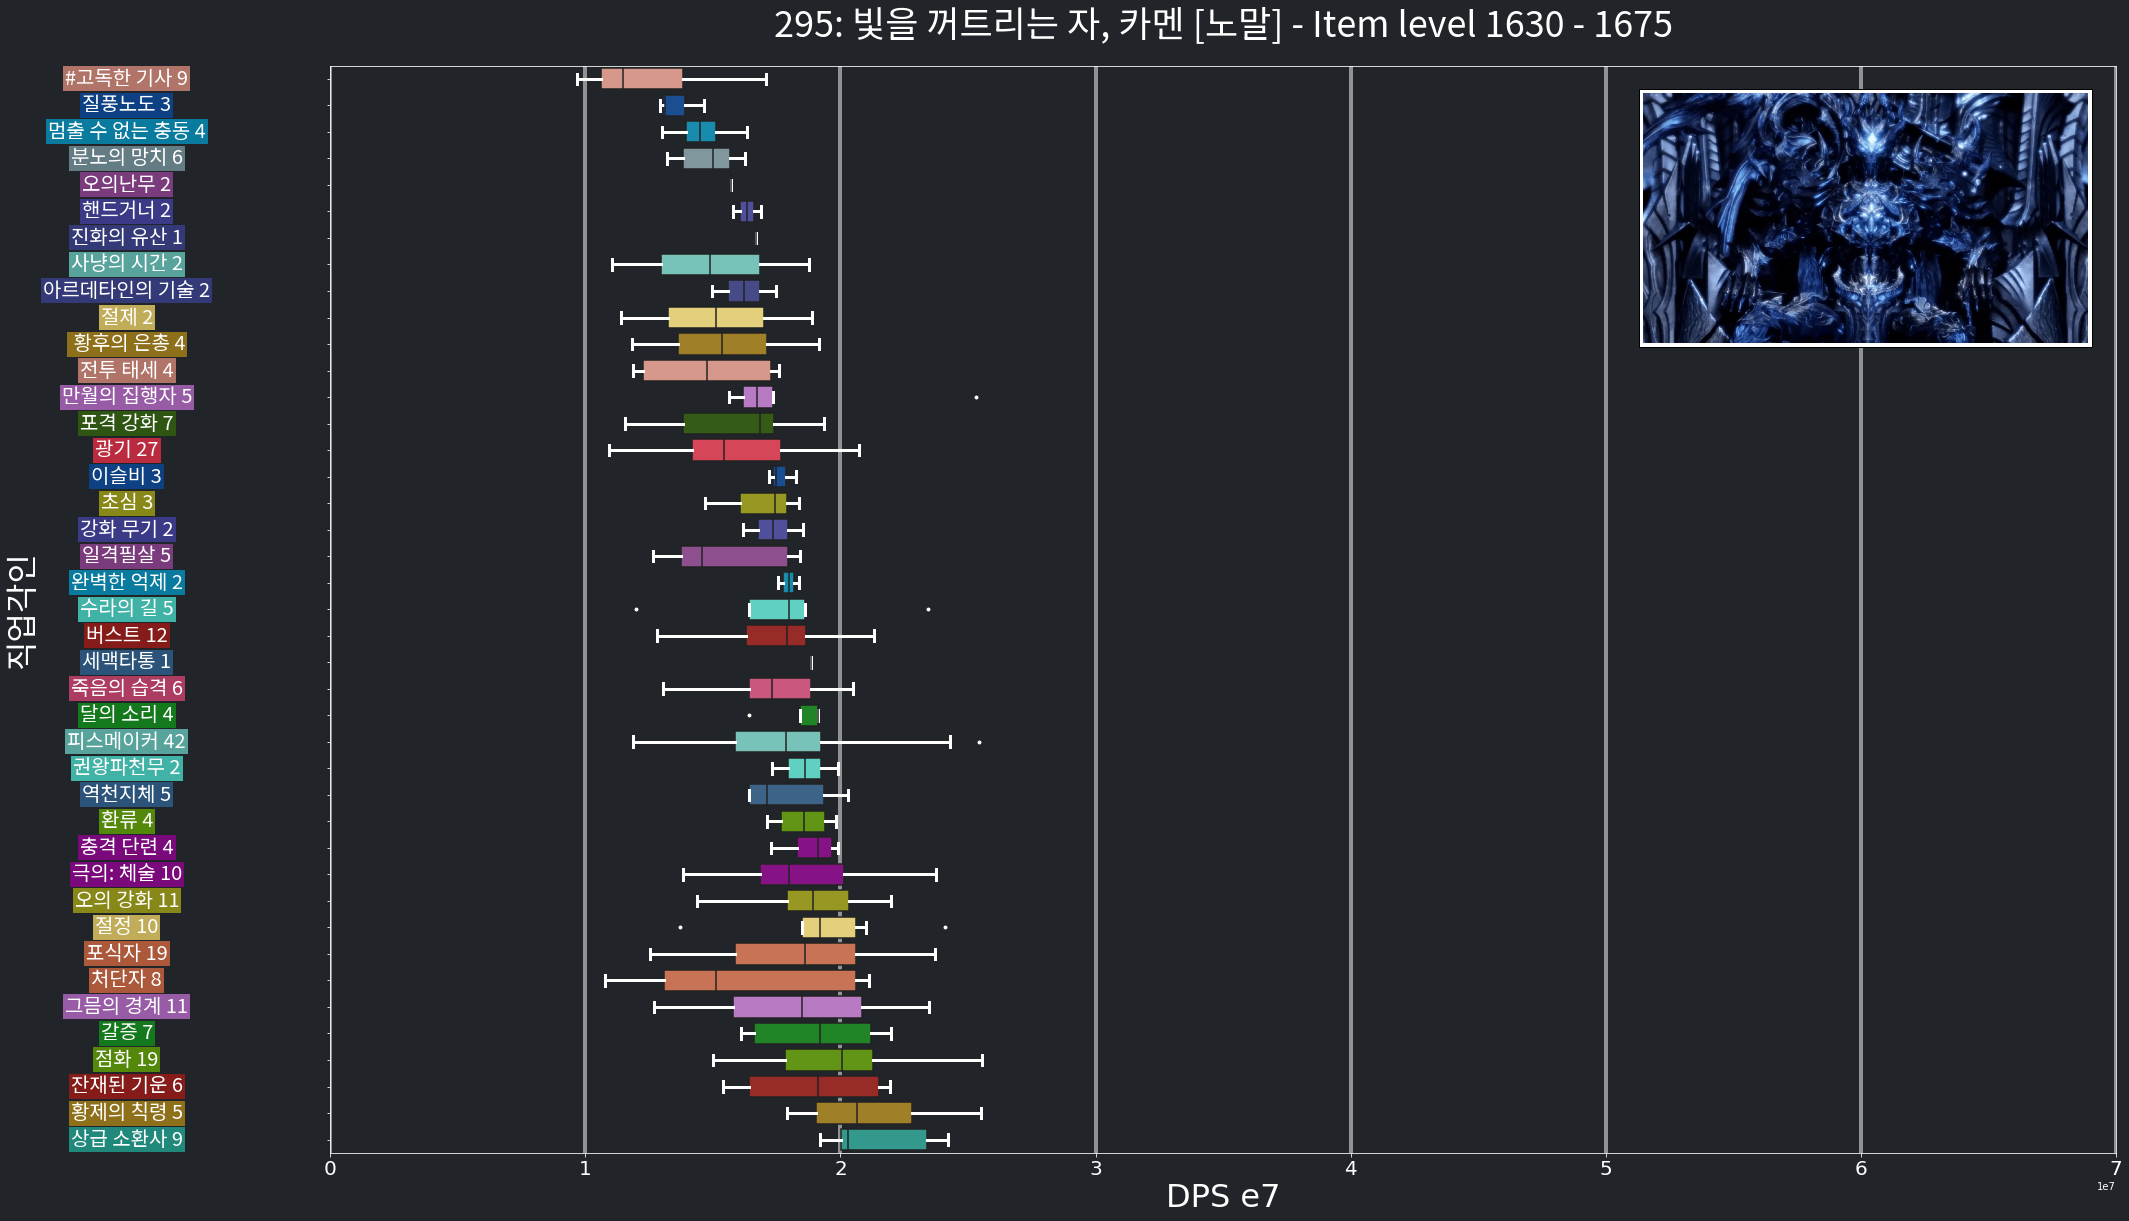 295: 빛을 꺼트리는 자, 카멘 [노말] - Item level 1630 - 1675
직업각인
#고독한 기사 9
질풍노도 3
멈출 수 없는 충동 4
분노의 망치 6
오의난무 2
핸드거너 2
진화의 유산 1
사냥의 시간 2
아르데타인의 기술 2
절제 2
황후의 은총 4
전투 태세 4
만월의 집행자 5
포격 강화 7
광기 27
이슬비 3
초심 3
강화 무기 2
일격필살 5
완벽한 억제 2
수라의 길 5
버스트 12
세맥타통 1
죽음의 습격 6
달의 소리 4
피스메이커 42
권왕파천무 2
역천지체 5
환류 4
충격 단련 4
극의: 체술 10
오의 강화 11
절정 10
포식자 19
처단자 8
그믐의 경계 11
갈증 7
점화 19
잔재된 기운 6
황제의 칙령 5
상급 소환사 9
0 1 2 3 4 5 6 7
1e7
DPS e7